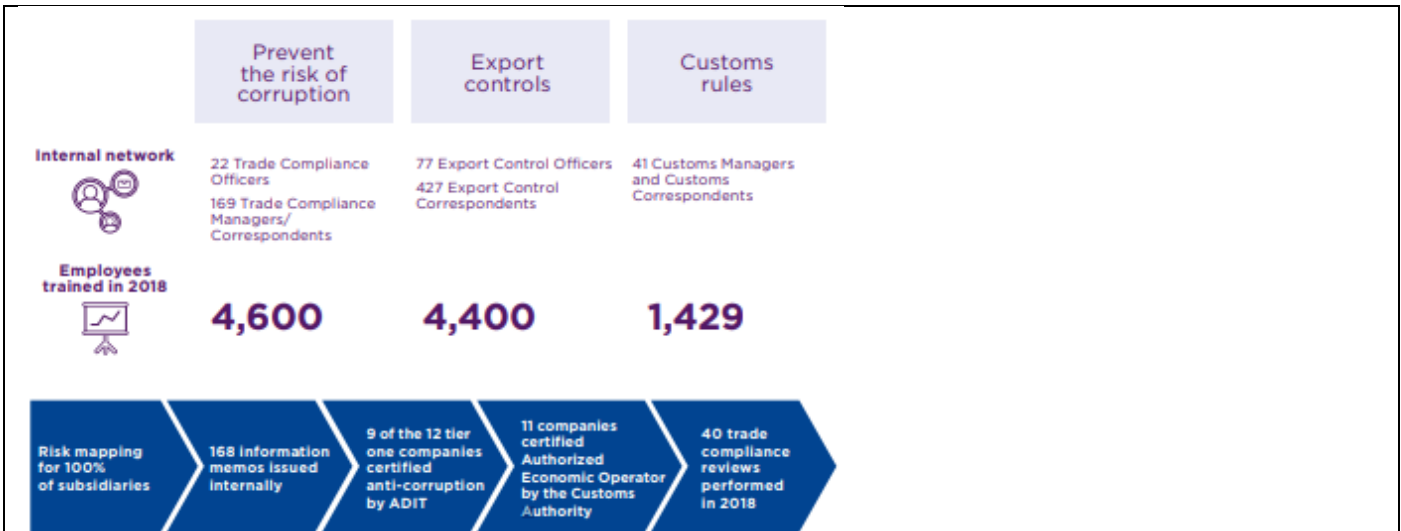 Prevent
the risk of
corruption
Export
controls
Customs
rules
Internal network
22 Trade Compliance
Officers
169 Trade Compliance
Managers/
Correspondents
77 Export Control Officers
427 Export Control
Correspondents
41 Customs Managers
and Customs
Correspondents
Employees
trained in 2018
4,600
4,400
1,429
Risk mapping
for 100%
of subsidiaries
168 information
memos issued
internally
9 of the 12 tier
one companies
certified
anti-corruption
by ADIT
11 companies
certified
Authorized
Economic Operator
by the Customs
Authority
40 trade
compliance
reviews
performed
in 2018